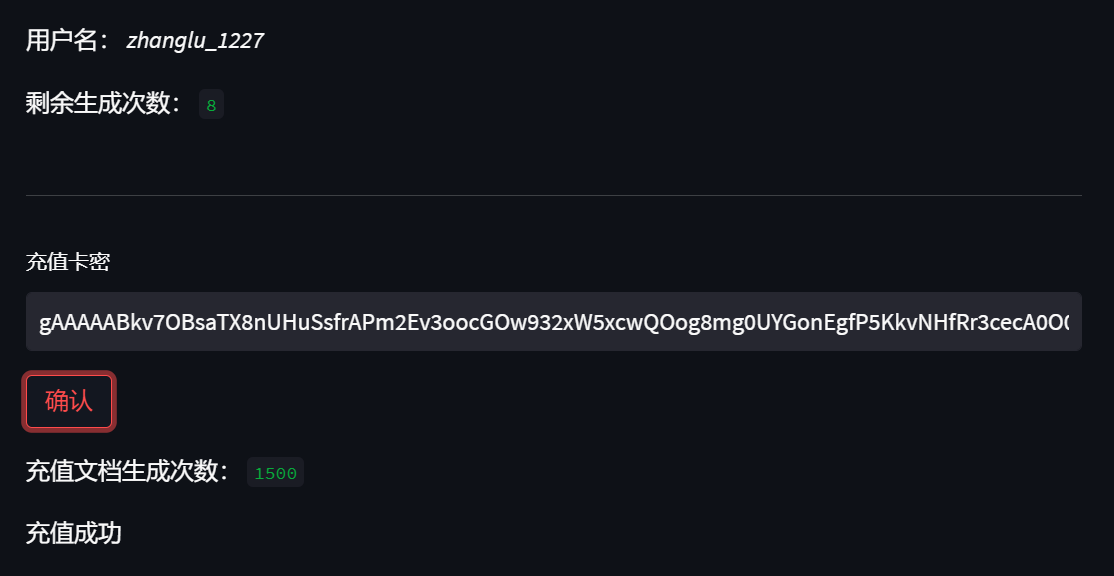 用户名： zhanglu_1227
剩余生成次数： 8
充值卡密
gAAAAABkv7OBsaTX8nUHuSsfrAPm2Ev3oocGOw932xW5xcwQOog8mg0UYGonEgfP5KkvNHfRr3cecA0O
确认
充值文档生成次数： 1500
充值成功